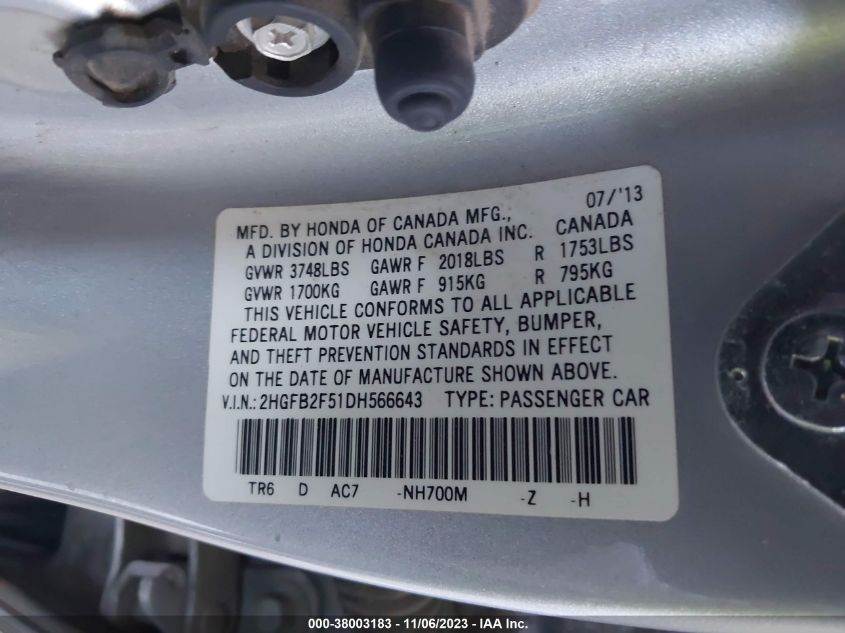 07/'13
MFD. BY HONDA OF CANADA MFG.,
A DIVISION OF HONDA CANADA INC. CANADA
GVWR 3748LBS GAWR F 2018LBS R 1753LBS
GVWR 1700KG GAWR F 915KG R 795KG
THIS VEHICLE CONFORMS TO ALL APPLICABLE
FEDERAL MOTOR VEHICLE SAFETY, BUMPER,
AND THEFT PREVENTION STANDARDS IN EFFECT
ON THE DATE OF MANUFACTURE SHOWN ABOVE.
V.I.N.: 2HGFB2F51DH566643 TYPE: PASSENGER CAR
TR6 D AC7 -NH700M -Z -H
000-38003183 - 11/06/2023 - IAA Inc.